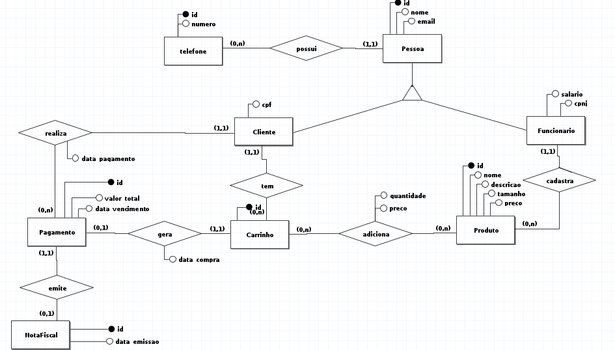 id
nome
email
id
numero
telefone
(0,n)
possui
(1,1)
Pessoa
salario
cpnj
cpf
realiza
(1,1)
Cliente
Funcionario
(1,1)
(1,1)
data pagamento
id
tem
id
nome
descricao
tamanho
preco
cadastra
valor total
data vencimento
(0,n)
id
(0,n)
quantidade
preco
Pagamento
(0,1)
gera
(1,1)
Carrinho
(0,n)
adiciona
(0,n)
Produto
(0,n)
(1,1)
data compra
emite
(0,1)
NotaFiscal
id
data emissao